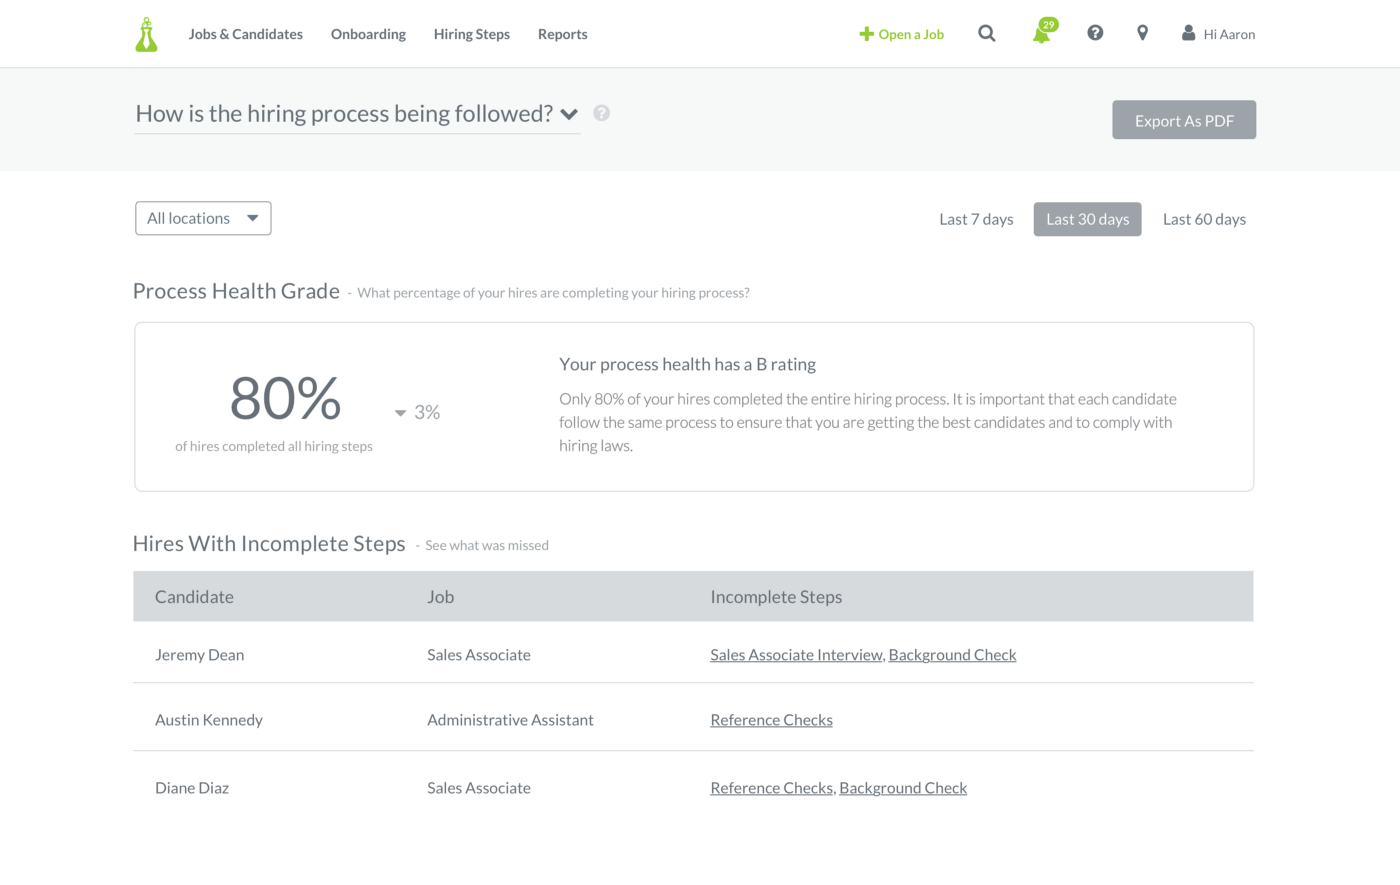 Jobs & Candidates Onboarding Hiring Steps Reports Open a Job 29 Hi Aaron
How is the hiring process being followed? ? Export As PDF
All locations Last 7 days Last 30 days Last 60 days
Process Health Grade - What percentage of your hires are completing your hiring process?
80% 3%
of hires completed all hiring steps
Your process health has a B rating
Only 80% of your hires completed the entire hiring process. It is important that each candidate
follow the same process to ensure that you are getting the best candidates and to comply with
hiring laws.
Hires With Incomplete Steps - See what was missed
Candidate Job Incomplete Steps
Jeremy Dean Sales Associate Sales Associate Interview, Background Check
Austin Kennedy Administrative Assistant Reference Checks
Diane Diaz Sales Associate Reference Checks, Background Check